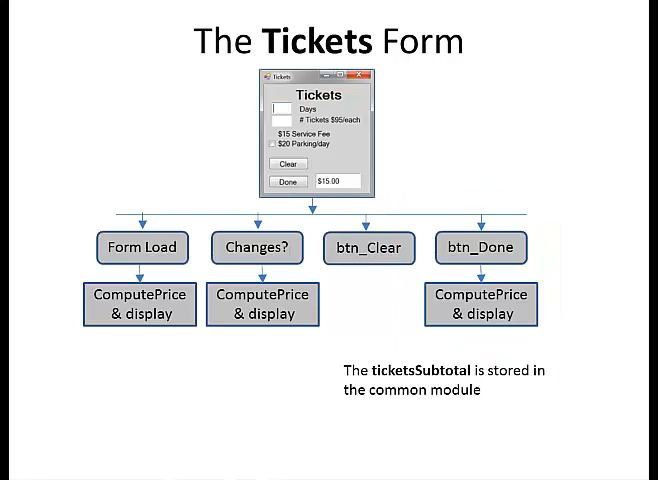 The Tickets Form
Tickets
Tickets
Days
# Tickets $95/each
$15 Service Fee
$20 Parking/day
Clear
Done
$15.00
Form Load
Changes?
btn_Clear
btn_Done
ComputePrice
& display
ComputePrice
& display
ComputePrice
& display
The ticketsSubtotal is stored in
the common module